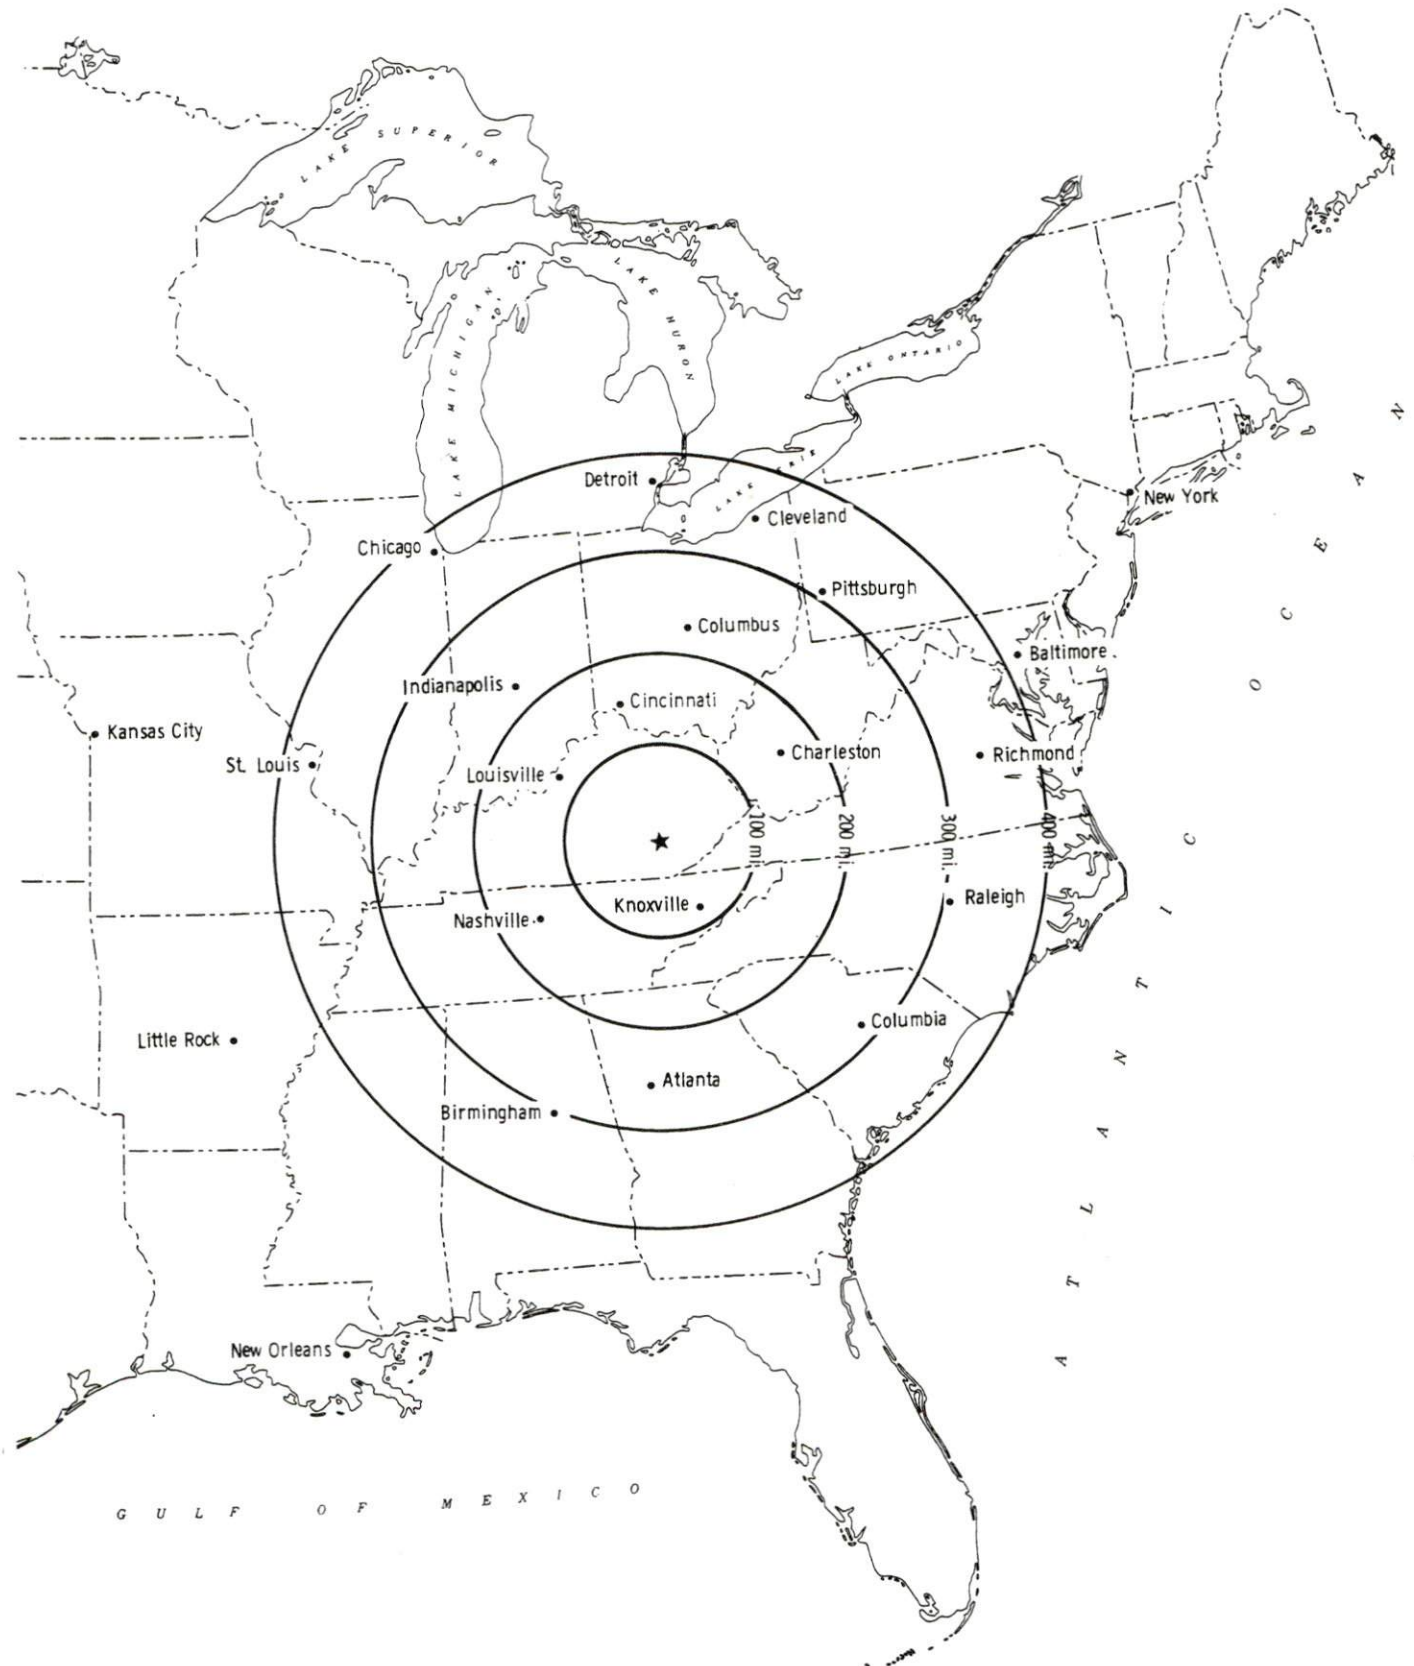 LAKE SUPERIOR
LAKE MICHIGAN
LAKE HURON
LAKE ONTARIO
LAKE ERIE
Detroit
Cleveland
New York
Chicago
Pittsburgh
Columbus
Baltimore
Indianapolis
Cincinnati
Kansas City
Charleston
Richmond
St. Louis
Louisville
100 mi.
200 mi.
300 mi.
400 mi.
Knoxville
Raleigh
Nashville
Columbia
Little Rock
Atlanta
Birmingham
New Orleans
GULF OF MEXICO
ATLANTIC OCEAN